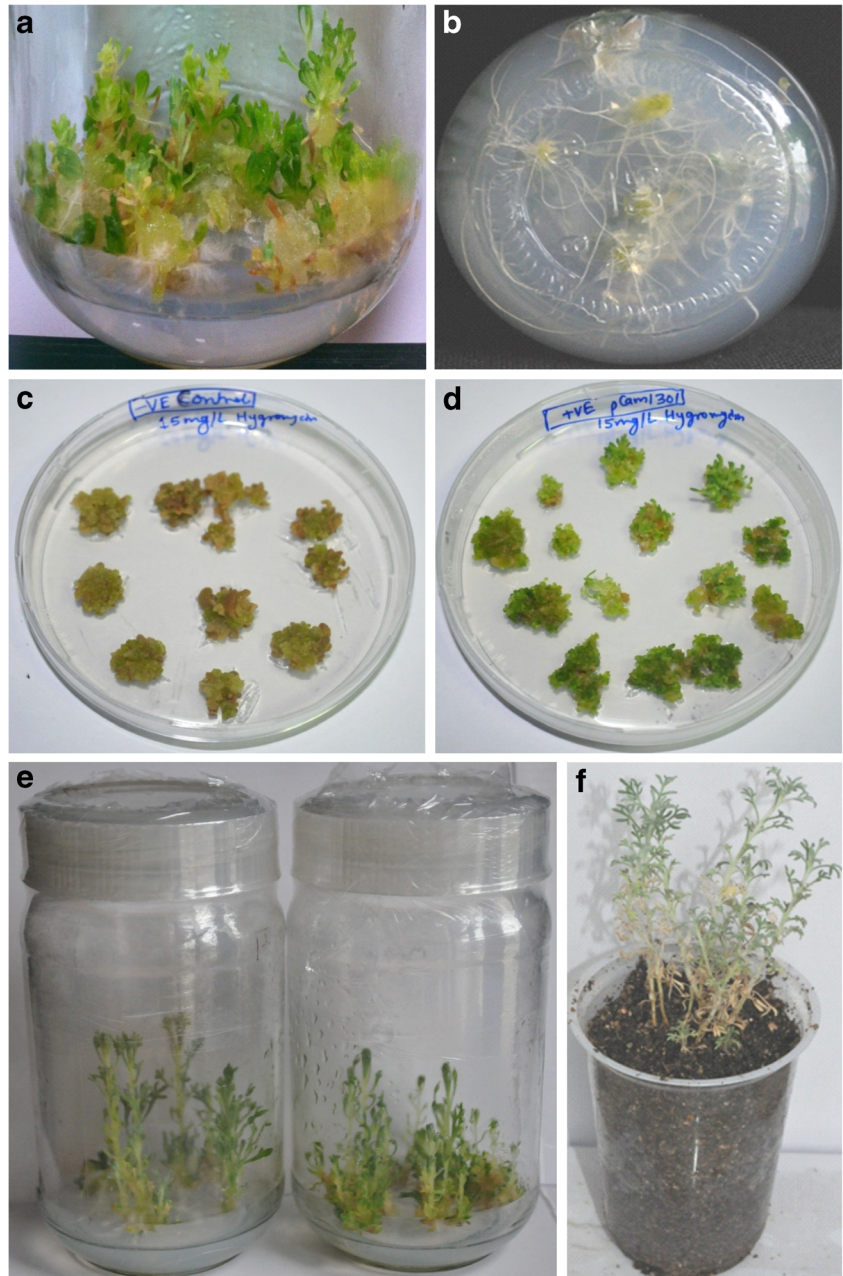 a
b
c
-VE Control
15mg/L Hygromycin
d
+VE pCam1301
15mg/L Hygromycin
e
f